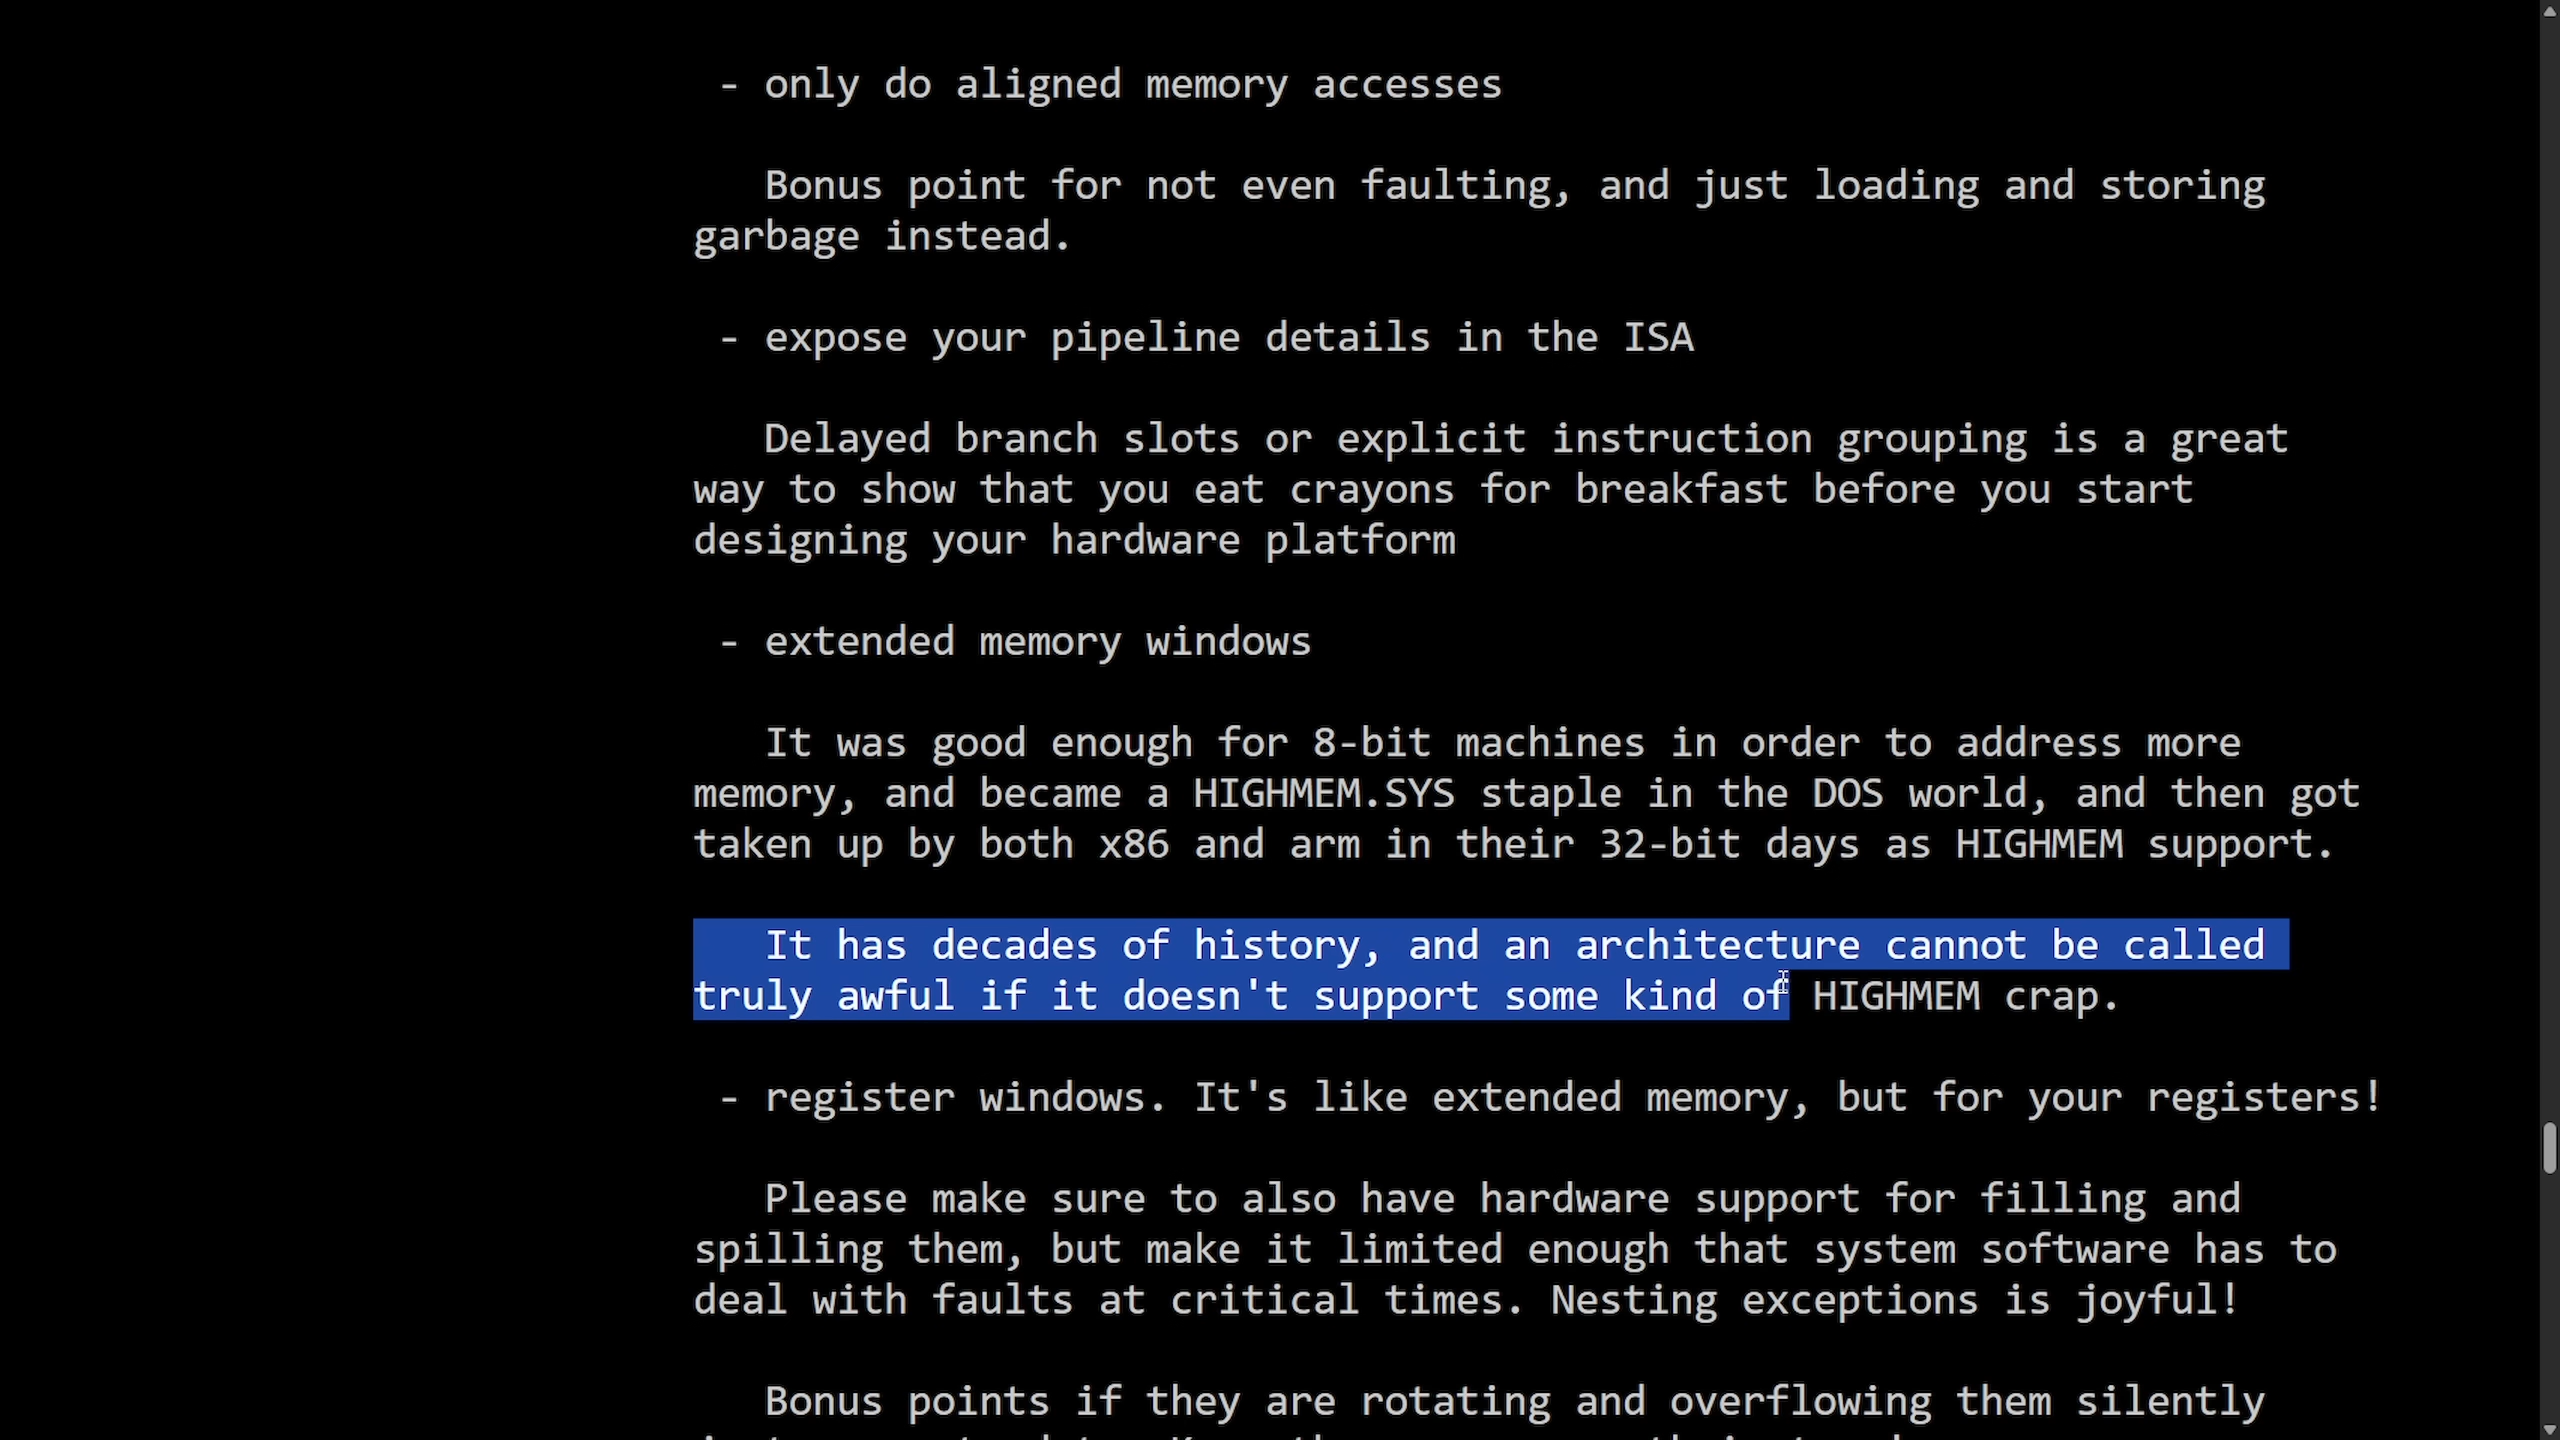 - only do aligned memory accesses
Bonus point for not even faulting, and just loading and storing
garbage instead.
- expose your pipeline details in the ISA
Delayed branch slots or explicit instruction grouping is a great
way to show that you eat crayons for breakfast before you start
designing your hardware platform
- extended memory windows
It was good enough for 8-bit machines in order to address more
memory, and became a HIGHMEM.SYS staple in the DOS world, and then got
taken up by both x86 and arm in their 32-bit days as HIGHMEM support.
It has decades of history, and an architecture cannot be called
truly awful if it doesn't support some kind of HIGHMEM crap.
- register windows. It's like extended memory, but for your registers!
Please make sure to also have hardware support for filling and
spilling them, but make it limited enough that system software has to
deal with faults at critical times. Nesting exceptions is joyful!
Bonus points if they are rotating and overflowing them silently